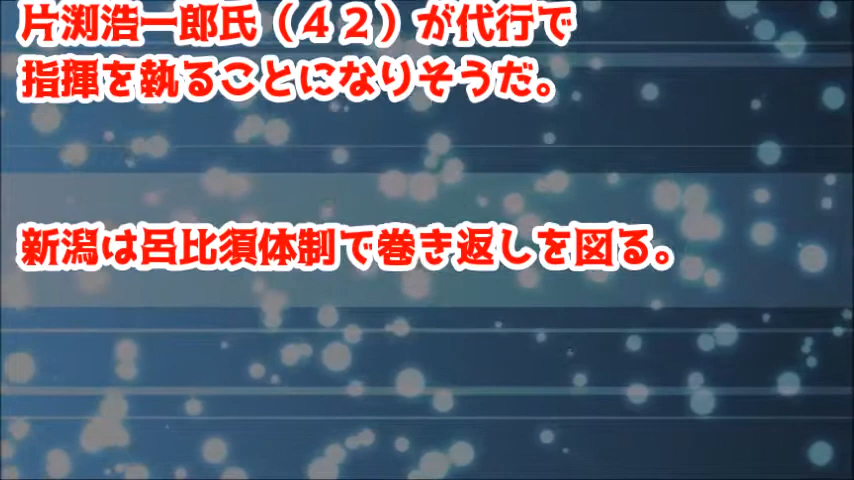 片渕浩一郎氏（４２）が代行で
指揮を執ることになりそうだ。
新潟は呂比須体制で巻き返しを図る。